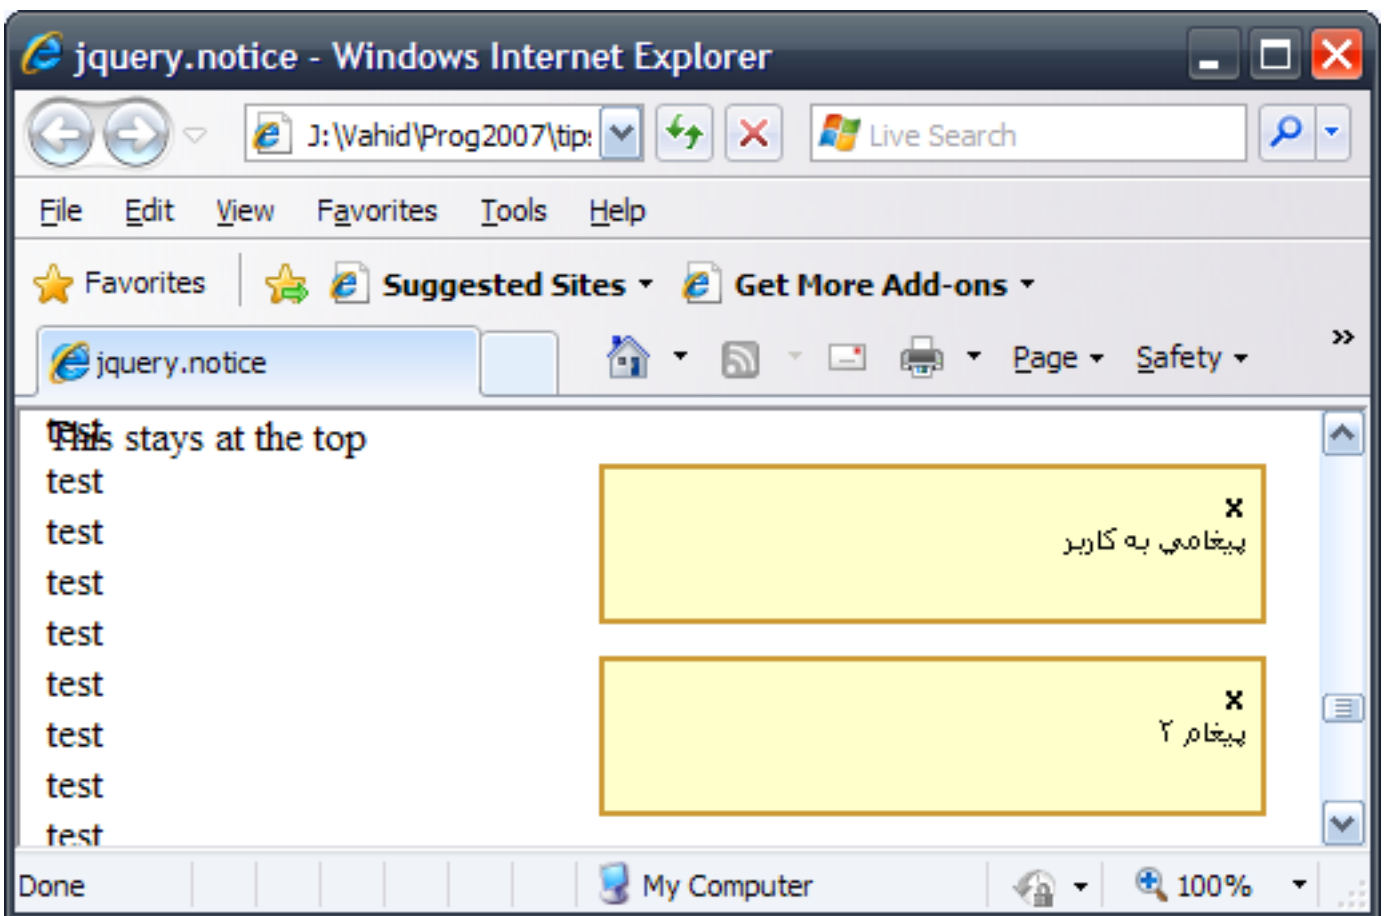 jquery.notice - Windows Internet Explorer
J:\Vahid\Prog2007\tip Live Search
File Edit View Favorites Tools Help
Favorites Suggested Sites Get More Add-ons
jquery.notice Page Safety »
This stays at the top
test
test
test
test
test
test
test
test
test
x
پيغامي به كاربر
x
پيغام ۲
Done My Computer 100%